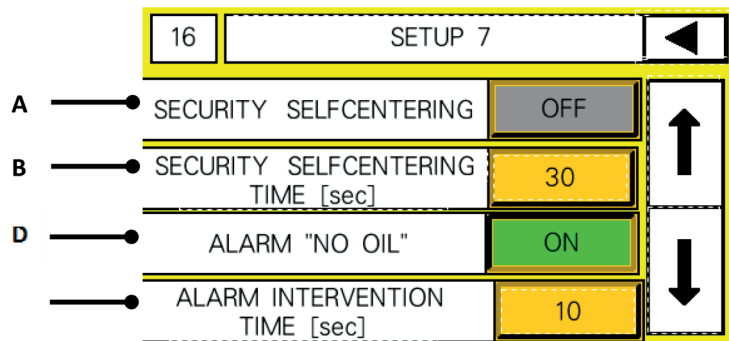 16 SETUP 7
A SECURITY SELFCENTERING OFF
B SECURITY SELFCENTERING
TIME [sec] 30
D ALARM "NO OIL" ON
ALARM INTERVENTION
TIME [sec] 10